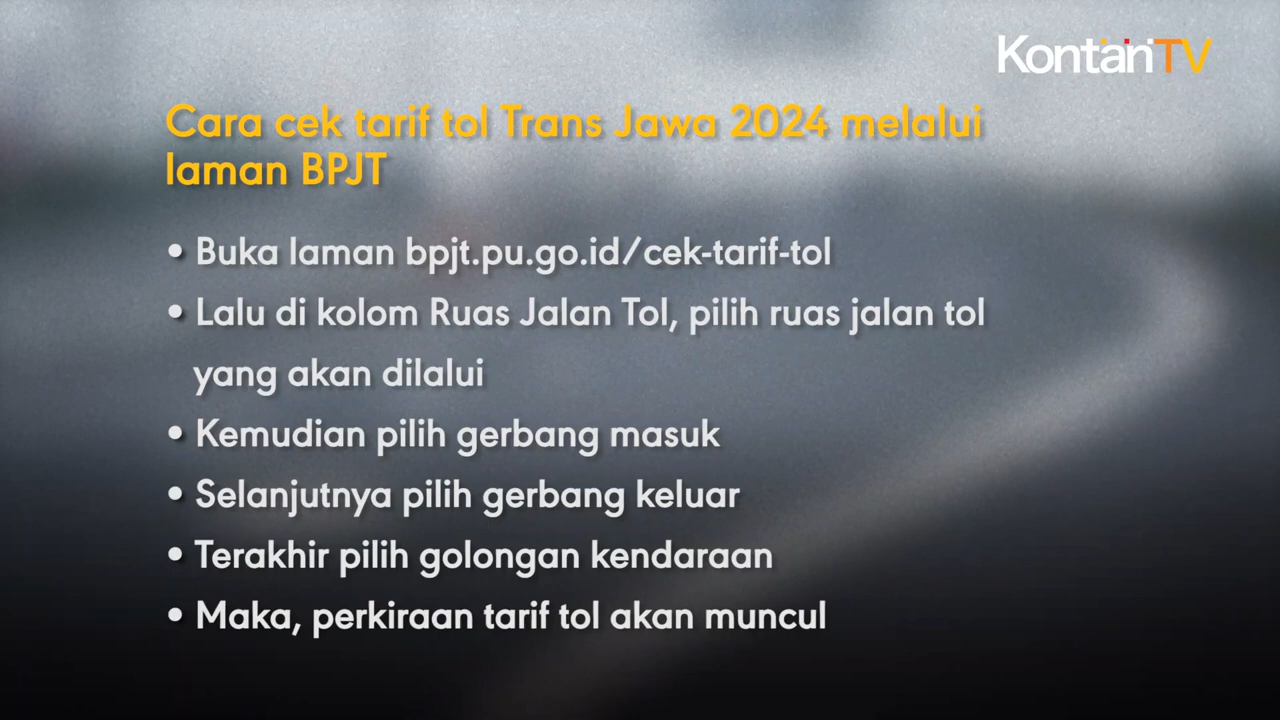 KontanTV
Cara cek tarif tol Trans Jawa 2024 melalui
laman BPJT
• Buka laman bpjt.pu.go.id/cek-tarif-tol
• Lalu di kolom Ruas Jalan Tol, pilih ruas jalan tol
yang akan dilalui
• Kemudian pilih gerbang masuk
• Selanjutnya pilih gerbang keluar
• Terakhir pilih golongan kendaraan
• Maka, perkiraan tarif tol akan muncul